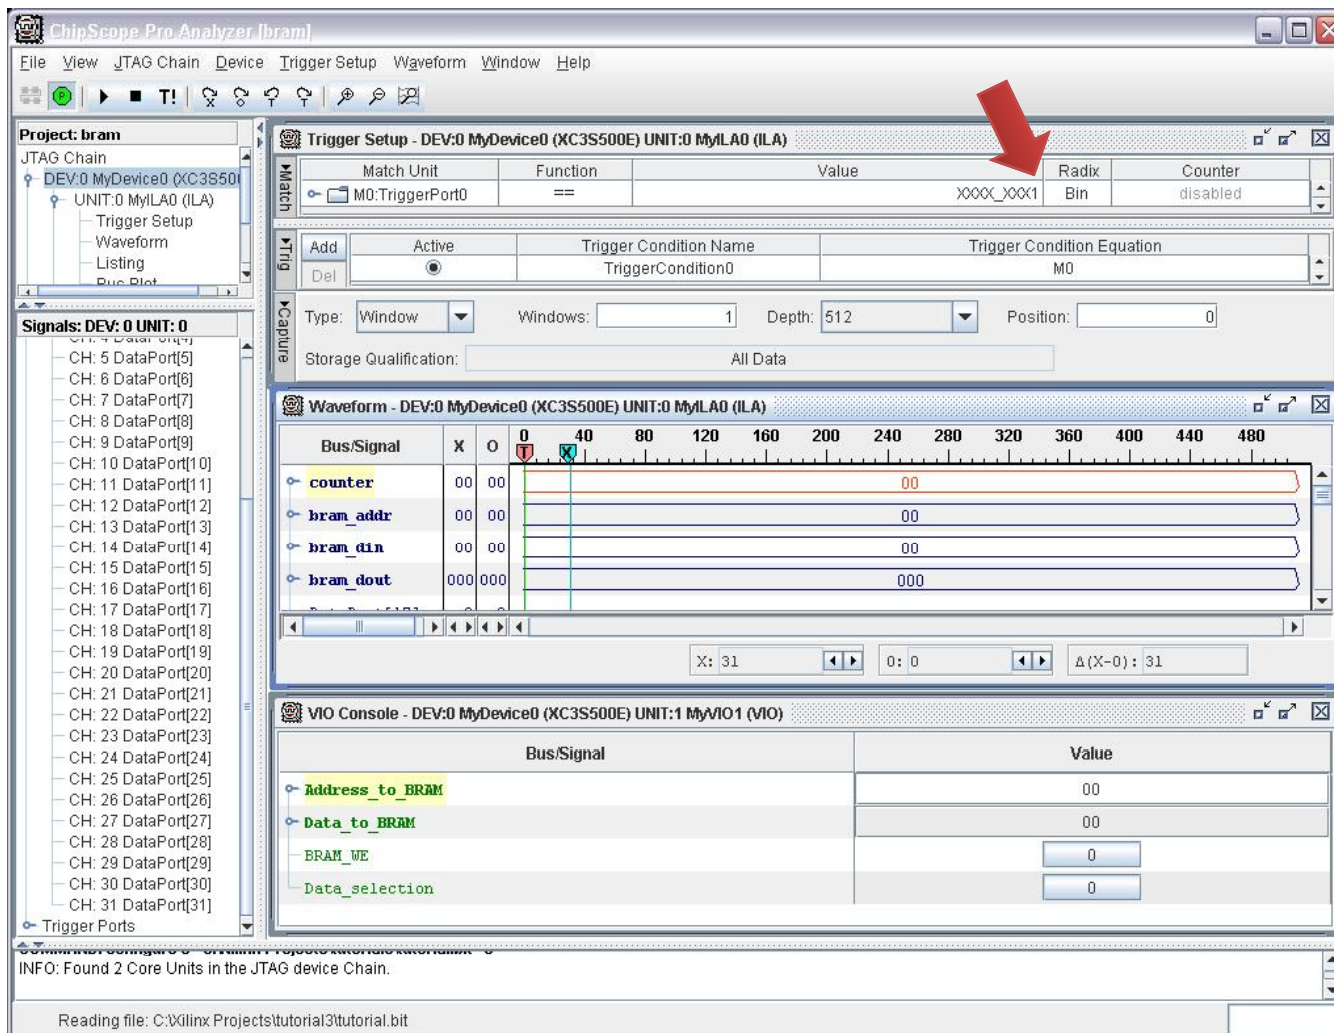 ChipScope Pro Analyzer [bram]
File View JTAG Chain Device Trigger Setup Waveform Window Help
P T! X O
Project: bram
JTAG Chain
DEV:0 MyDevice0 (XC3S50
UNIT:0 MyILA0 (ILA)
Trigger Setup
Waveform
Listing
Bus Plot
Signals: DEV: 0 UNIT: 0
CH: 4 DataPort[4]
CH: 5 DataPort[5]
CH: 6 DataPort[6]
CH: 7 DataPort[7]
CH: 8 DataPort[8]
CH: 9 DataPort[9]
CH: 10 DataPort[10]
CH: 11 DataPort[11]
CH: 12 DataPort[12]
CH: 13 DataPort[13]
CH: 14 DataPort[14]
CH: 15 DataPort[15]
CH: 16 DataPort[16]
CH: 17 DataPort[17]
CH: 18 DataPort[18]
CH: 19 DataPort[19]
CH: 20 DataPort[20]
CH: 21 DataPort[21]
CH: 22 DataPort[22]
CH: 23 DataPort[23]
CH: 24 DataPort[24]
CH: 25 DataPort[25]
CH: 26 DataPort[26]
CH: 27 DataPort[27]
CH: 28 DataPort[28]
CH: 29 DataPort[29]
CH: 30 DataPort[30]
CH: 31 DataPort[31]
Trigger Ports
Trigger Setup - DEV:0 MyDevice0 (XC3S500E) UNIT:0 MyILA0 (ILA)
Match
Match Unit Function Value Radix Counter
M0:TriggerPort0 == XXXX_XXX1 Bin disabled
Trig
Add Active Trigger Condition Name Trigger Condition Equation
Del TriggerCondition0 M0
Capture
Type: Window Windows: 1 Depth: 512 Position: 0
Storage Qualification: All Data
Waveform - DEV:0 MyDevice0 (XC3S500E) UNIT:0 MyILA0 (ILA)
Bus/Signal X O 0 40 80 120 160 200 240 280 320 360 400 440 480
T X
counter 00 00 00
bram_addr 00 00 00
bram_din 00 00 00
bram_dout 000 000 000
X: 31 O: 0 Δ(X-O): 31
VIO Console - DEV:0 MyDevice0 (XC3S500E) UNIT:1 MyVIO1 (VIO)
Bus/Signal Value
Address_to_BRAM 00
Data_to_BRAM 00
BRAM_WE 0
Data_selection 0
INFO: Found 2 Core Units in the JTAG device Chain.
Reading file: C:\Xilinx Projects\tutorial3\tutorial.bit